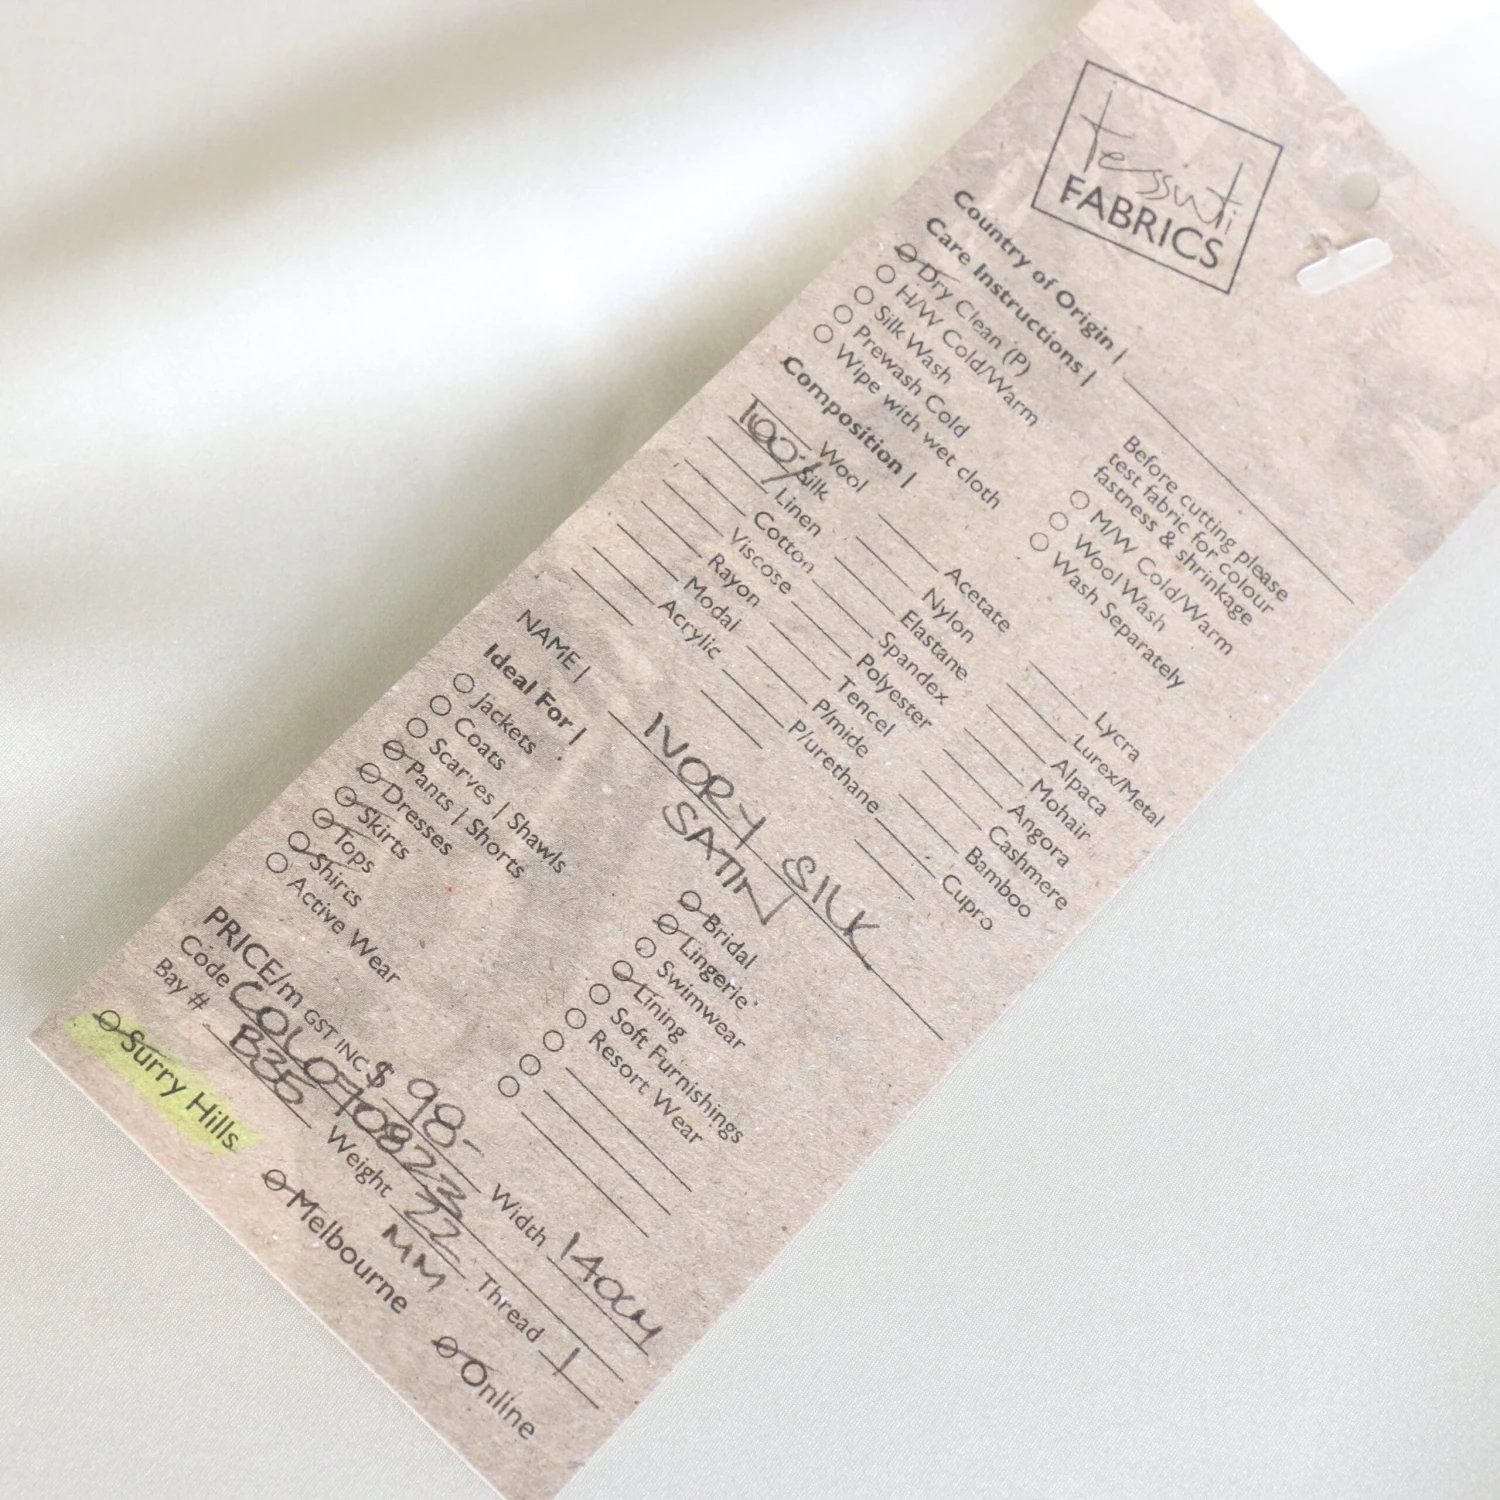 tessuti
FABRICS
Country of Origin |
Care Instructions |
Dry Clean (P)
H/W Cold/Warm
Silk Wash
Prewash Cold
Wipe with wet cloth
Before cutting please
test fabric for colour
fastness & shrinkage
M/W Cold/Warm
Wool Wash
Wash Separately
Composition |
Wool
100% Silk
Linen
Cotton
Viscose
Rayon
Modal
Acrylic
Acetate
Nylon
Elastane
Spandex
Polyester
Tencel
P/mide
P/urethane
Lycra
Lurex/Metal
Alpaca
Mohair
Angora
Cashmere
Bamboo
Cupro
NAME | IVORY SILK
SATIN
Ideal For |
Jackets
Coats
Scarves | Shawls
Pants | Shorts
Dresses
Skirts
Tops
Shirts
Active Wear
Bridal
Lingerie
Swimwear
Lining
Soft Furnishings
Resort Wear
PRICE/m GST INC $98- Width 140CM
Code COL070823
Bay # B35 Weight 22 MM Thread 1
Surry Hills Melbourne Online